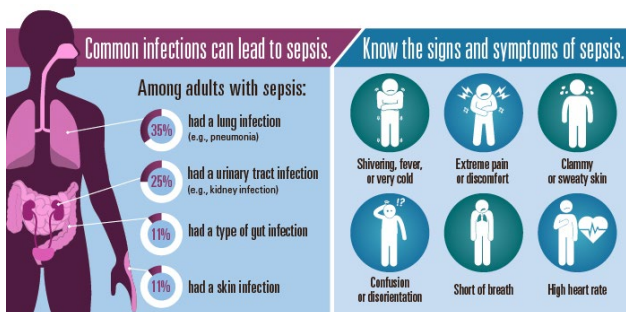 Common infections can lead to sepsis.
Among adults with sepsis:
35%
had a lung infection
(e.g., pneumonia)
25%
had a urinary tract infection
(e.g., kidney infection)
11%
had a type of gut infection
11%
had a skin infection
Know the signs and symptoms of sepsis.
Shivering, fever,
or very cold
Extreme pain
or discomfort
Clammy
or sweaty skin
!?
Confusion
or disorientation
Short of breath
High heart rate